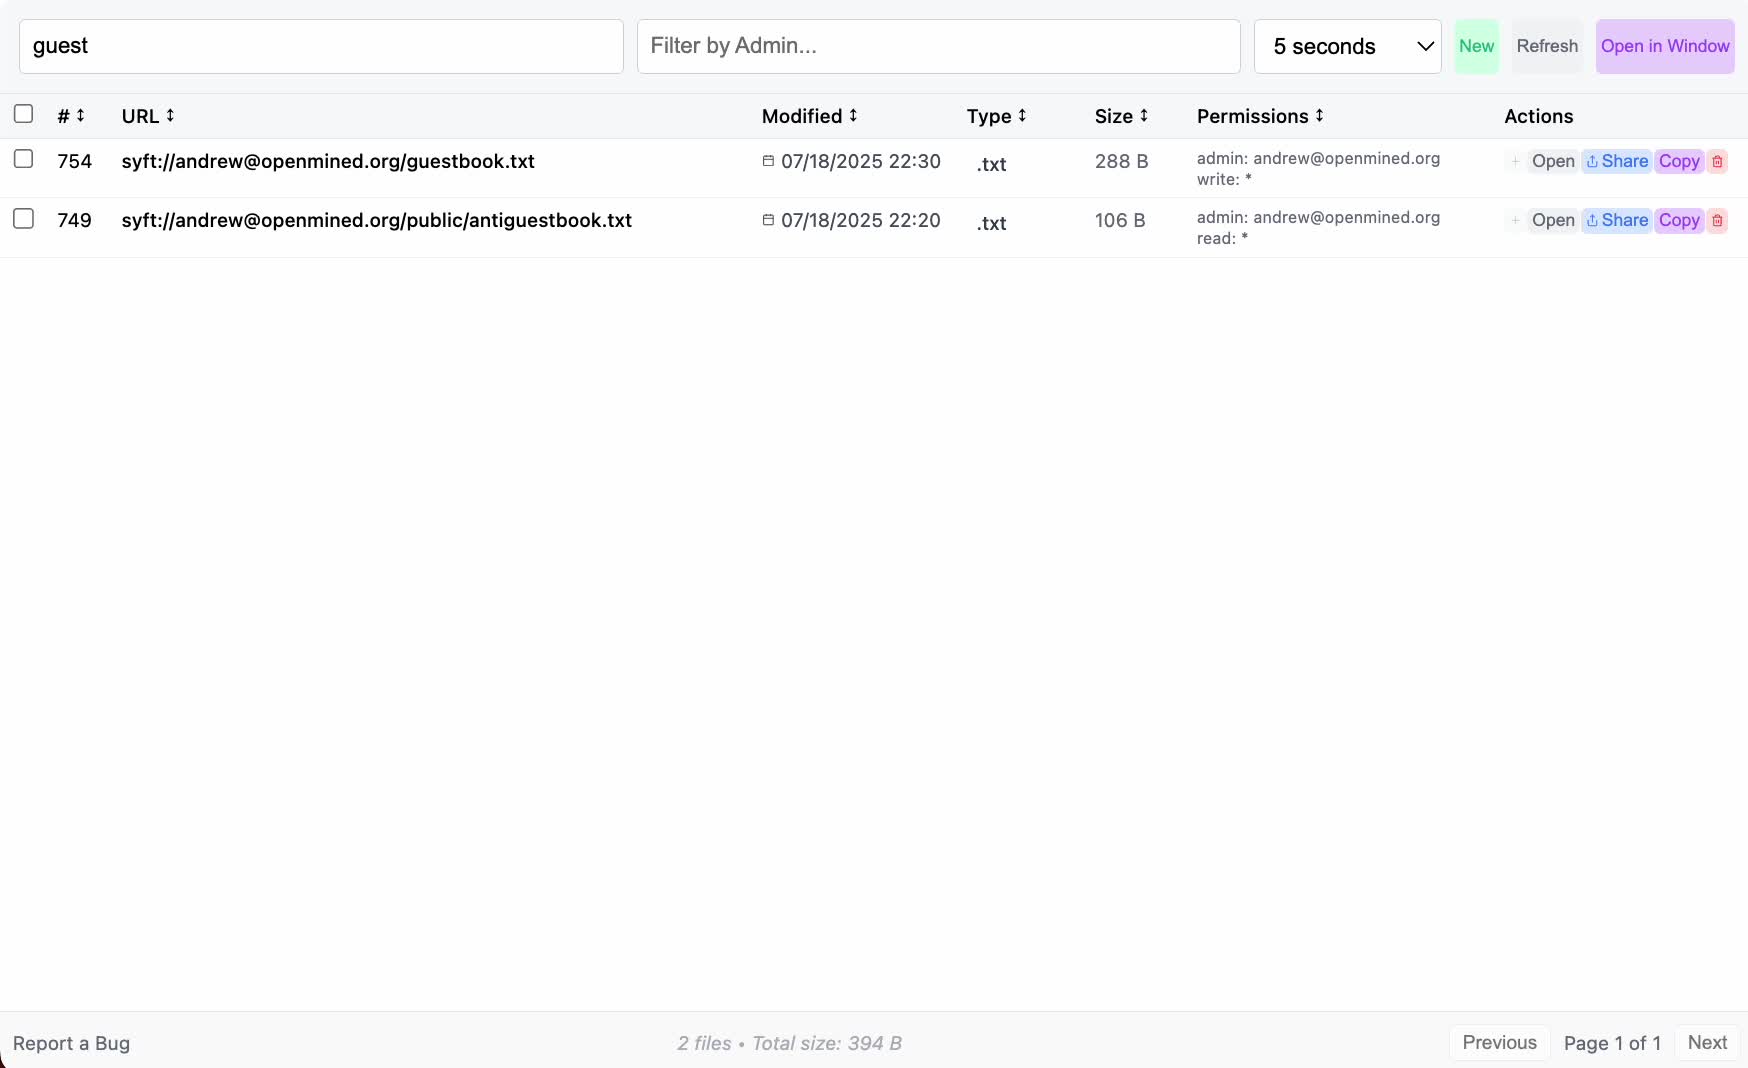 guest Filter by Admin... 5 seconds New Refresh Open in Window
# URL Modified Type Size Permissions Actions
754 syft://andrew@openmined.org/guestbook.txt 07/18/2025 22:30 .txt 288 B admin: andrew@openmined.org + Open Share Copy
write: *
749 syft://andrew@openmined.org/public/antiguestbook.txt 07/18/2025 22:20 .txt 106 B admin: andrew@openmined.org + Open Share Copy
read: *
Report a Bug 2 files • Total size: 394 B Previous Page 1 of 1 Next